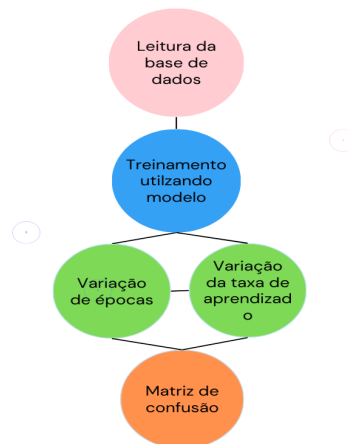 Leitura da
base de
dados
Treinamento
utilzando
modelo
Variação
de épocas
Variação
da taxa de
aprendizad
o
Matriz de
confusão